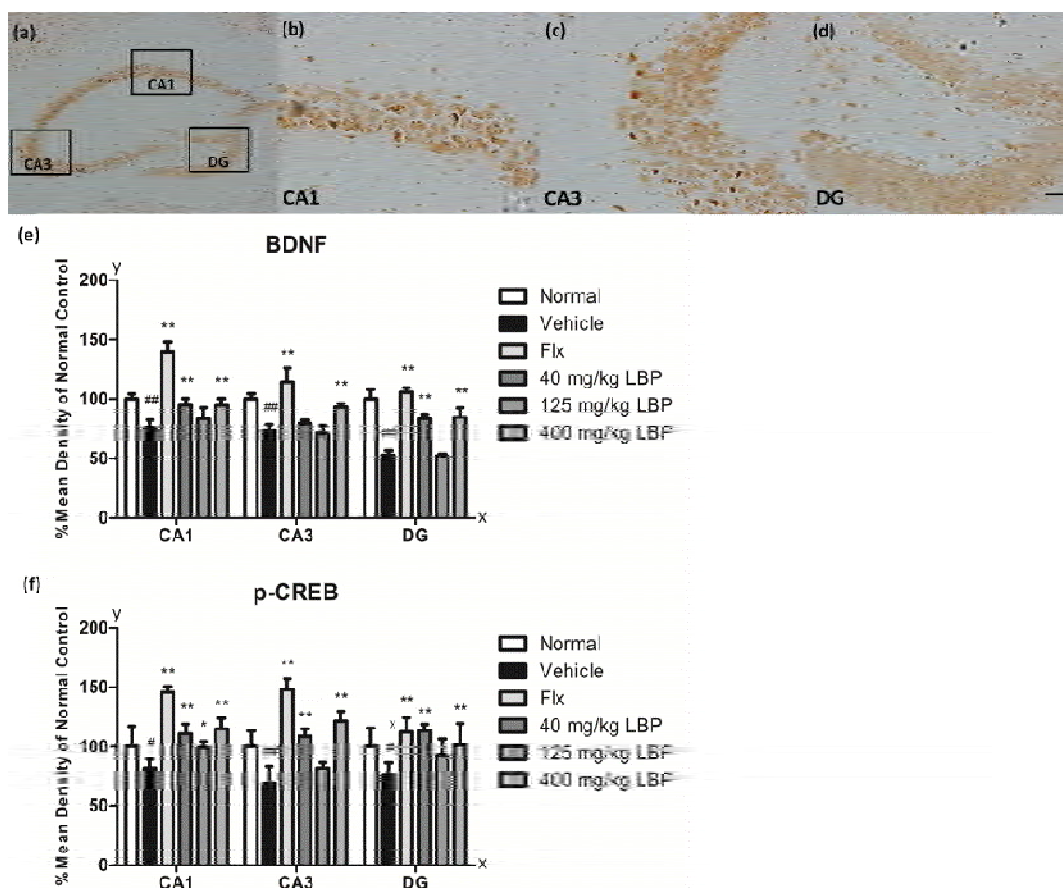 (a)
(b)
(c)
(d)
CA1
CA3
DG
CA1
CA3
DG
(e)
BDNF
y
%Mean Density of Normal Control
200
150
100
50
0
**
**
**
**
**
**
**
**
**
##
##
##
CA1
CA3
DG
x
Normal
Vehicle
Flx
40 mg/kg LBP
125 mg/kg LBP
400 mg/kg LBP
(f)
p-CREB
y
%Mean Density of Normal Control
200
150
100
50
0
**
**
*
**
**
**
**
**
**
**
#
x
CA1
CA3
DG
x
Normal
Vehicle
Flx
40 mg/kg LBP
125 mg/kg LBP
400 mg/kg LBP